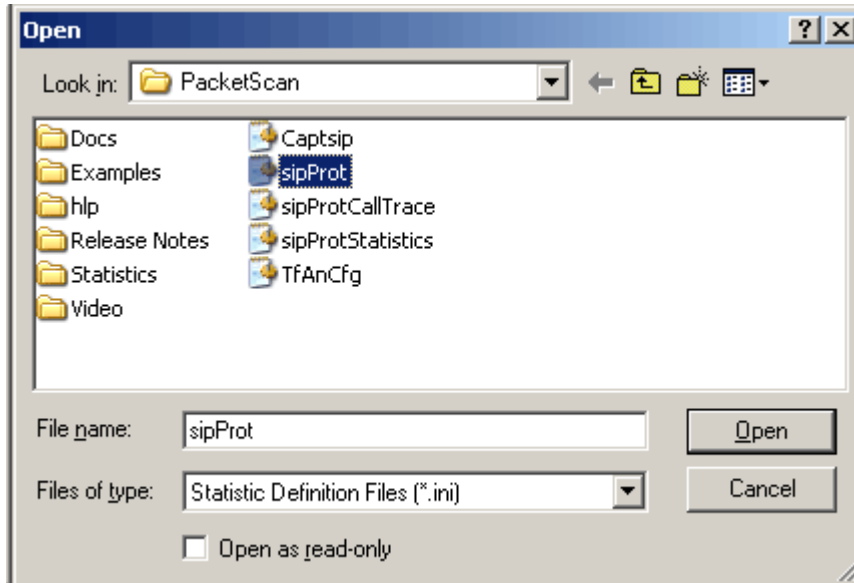 Open
Look in: PacketScan
Docs
Examples
hlp
Release Notes
Statistics
Video
Captsip
sipProt
sipProtCallTrace
sipProtStatistics
TfAnCfg
File name: sipProt
Open
Files of type: Statistic Definition Files (*.ini)
Cancel
Open as read-only